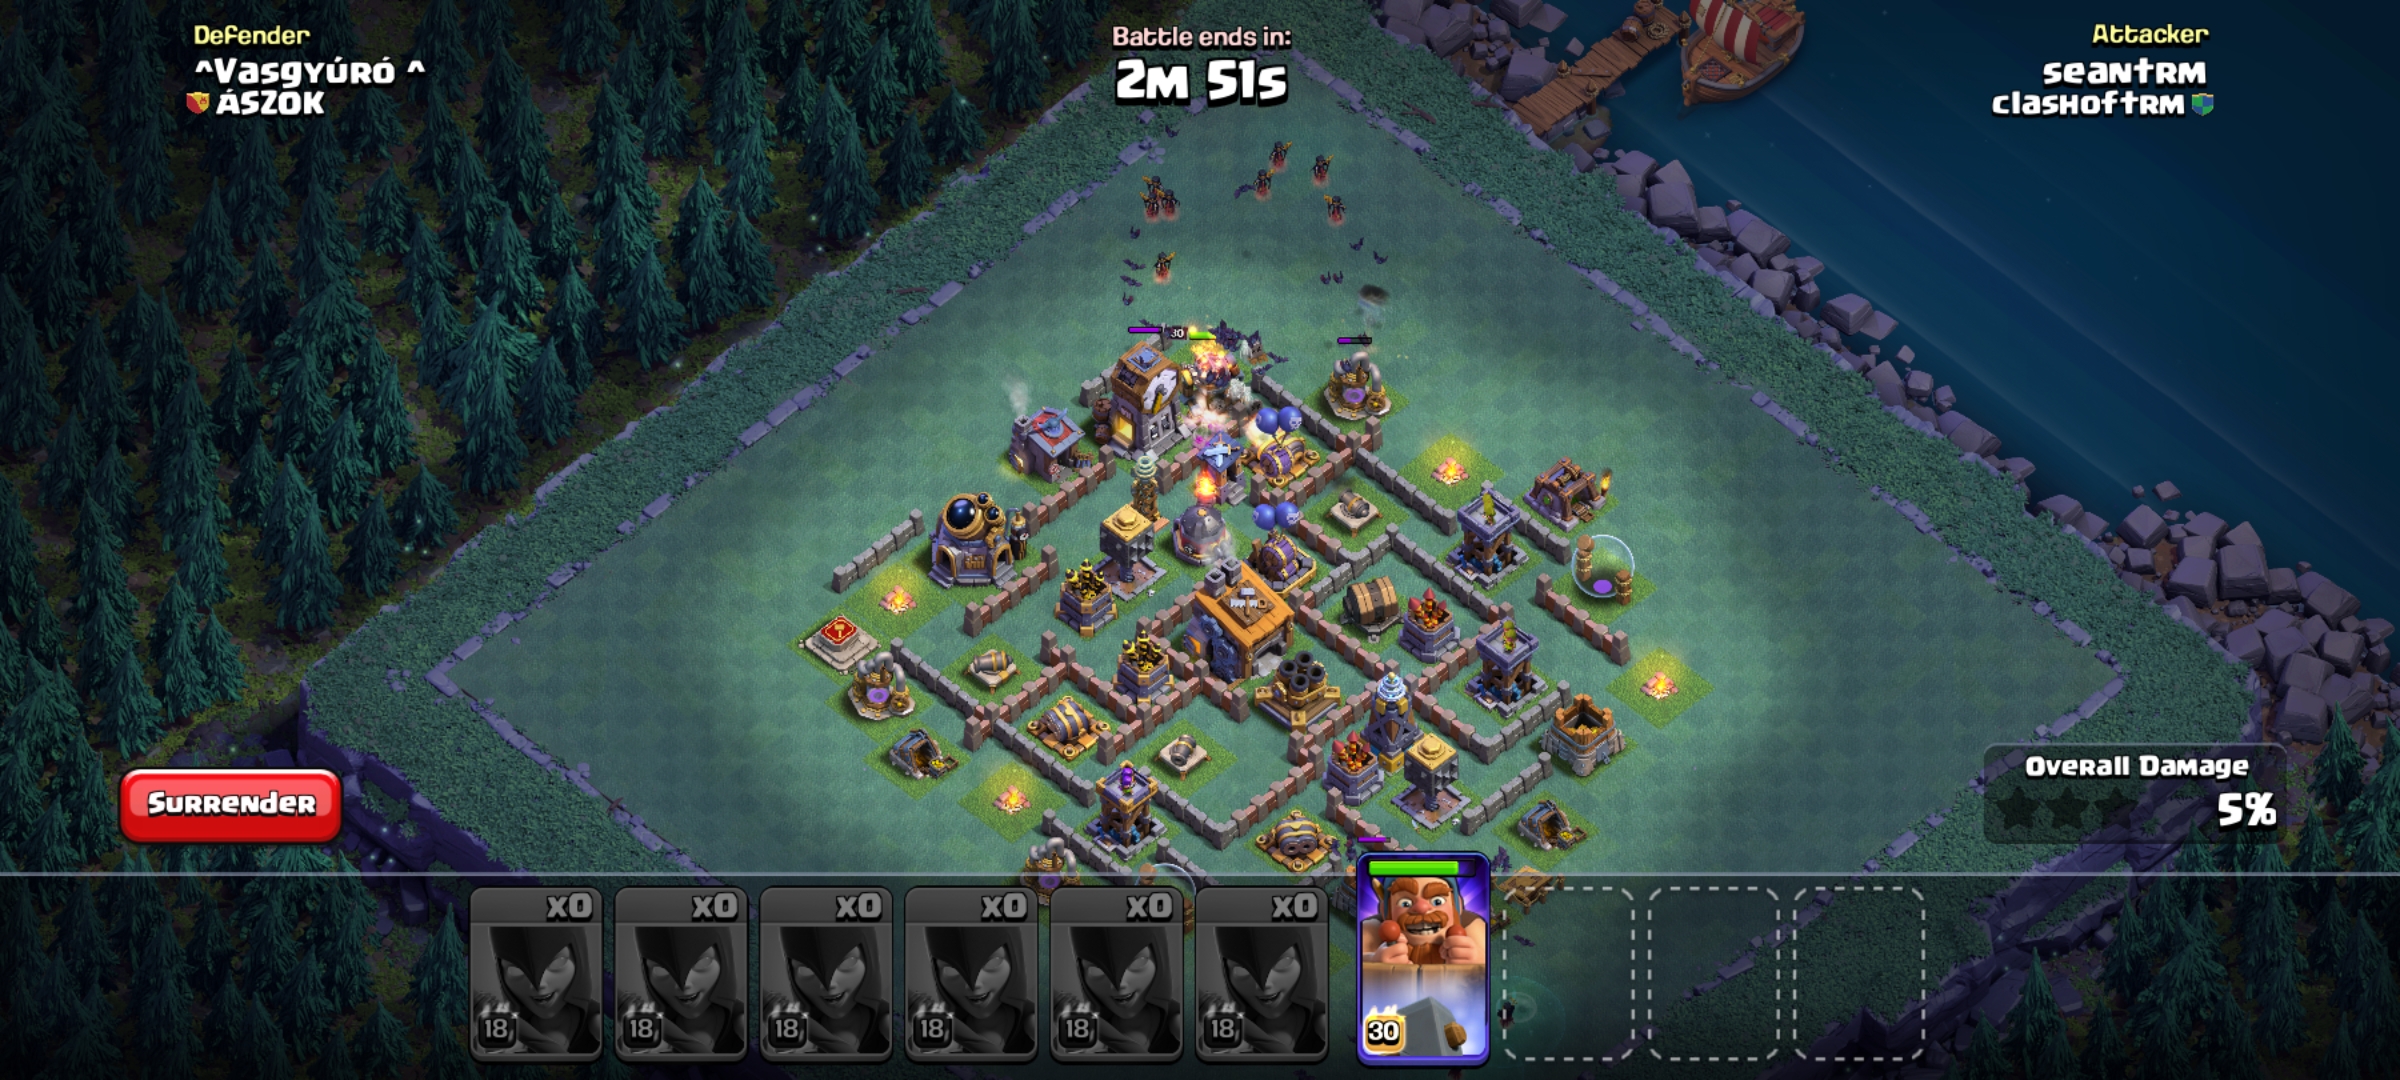 Defender
^Vasgyúró ^
ÁSZOK
Battle ends in:
2M 51s
Attacker
seantRM
clashoftRM
30
Surrender
Overall Damage
5%
x0
x0
x0
x0
x0
x0
18
18
18
18
18
18
30